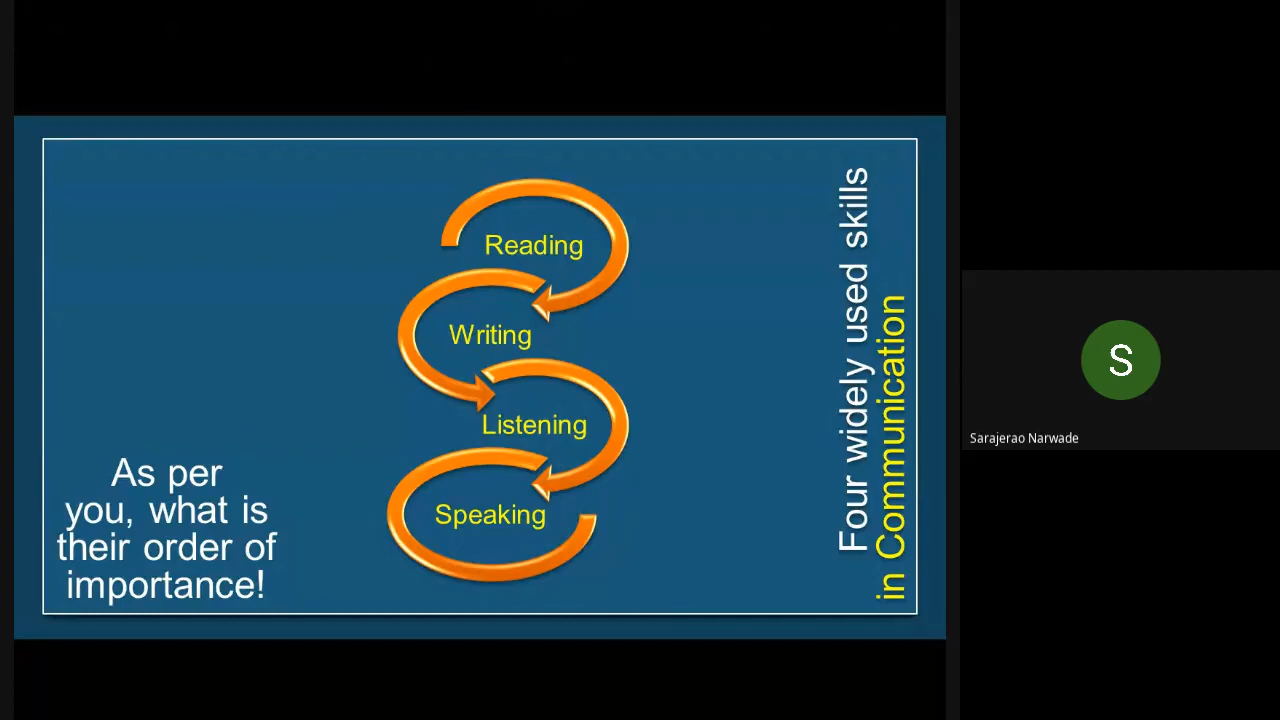 Reading
Writing
Listening
Speaking
As per
you, what is
their order of
importance!
Four widely used skills
in Communication
S
Sarajerao Narwade